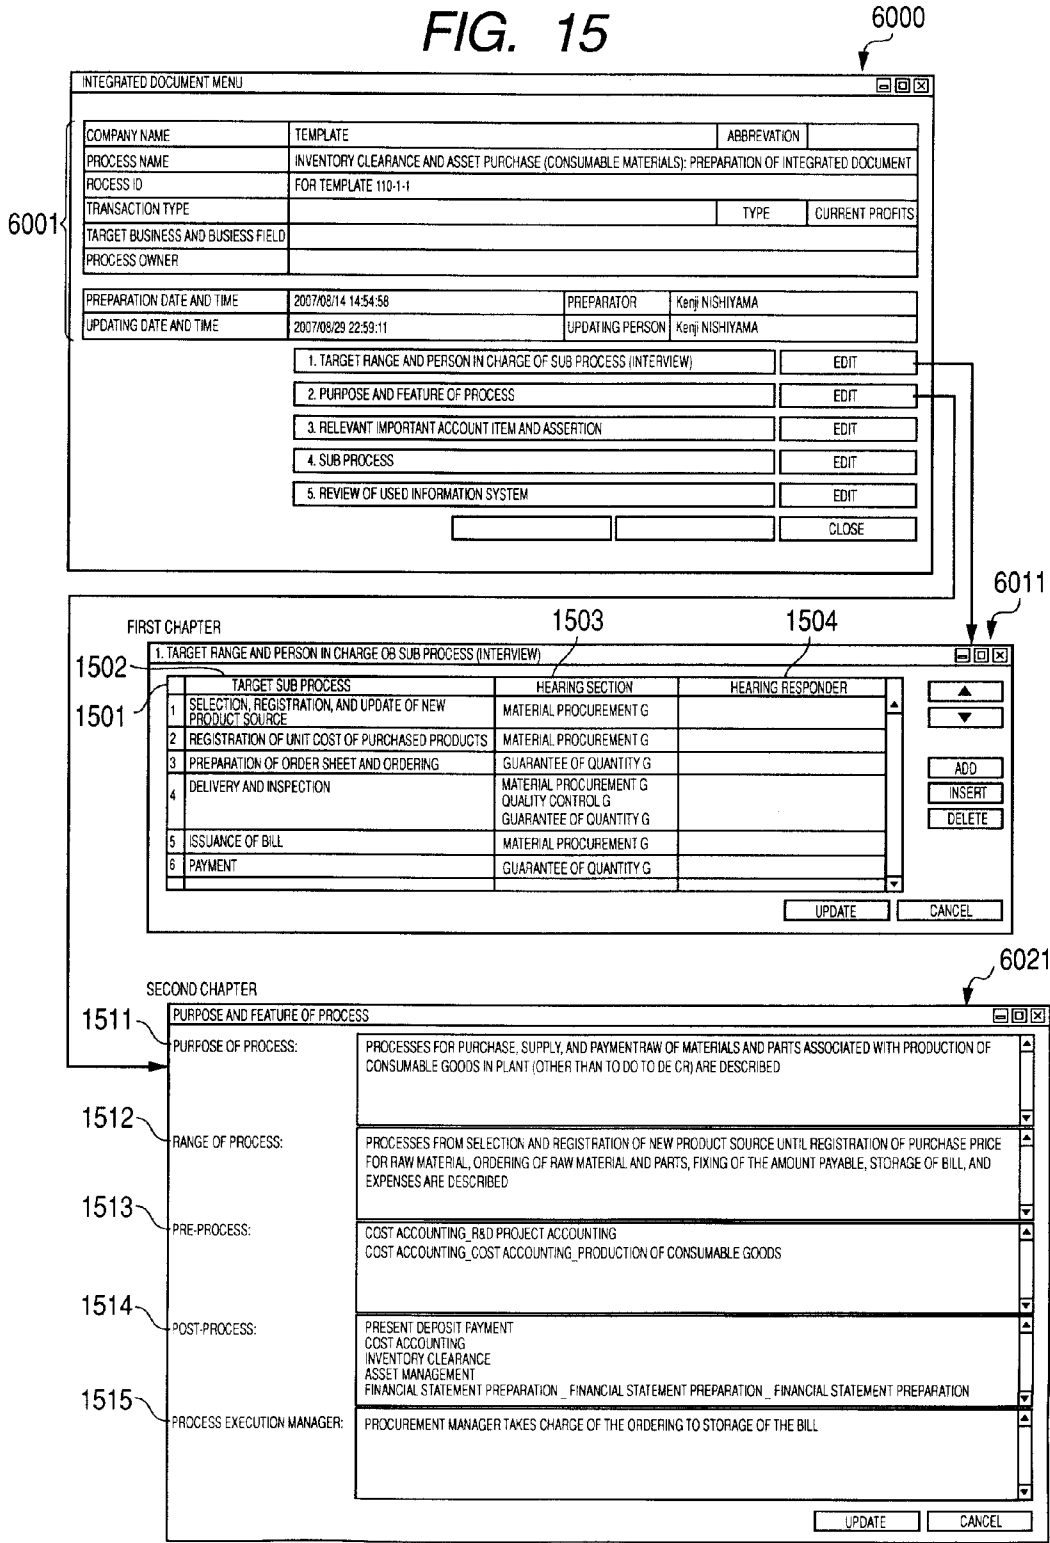 FIG. 15
6000
INTEGRATED DOCUMENT MENU
6001
COMPANY NAME TEMPLATE ABBREVATION
PROCESS NAME INVENTORY CLEARANCE AND ASSET PURCHASE (CONSUMABLE MATERIALS): PREPARATION OF INTEGRATED DOCUMENT
ROCESS ID FOR TEMPLATE 110-1-1
TRANSACTION TYPE TYPE CURRENT PROFITS
TARGET BUSINESS AND BUSIESS FIELD
PROCESS OWNER
PREPARATION DATE AND TIME 2007/08/14 14:54:58 PREPARATOR Kenji NISHIYAMA
UPDATING DATE AND TIME 2007/08/29 22:59:11 UPDATING PERSON Kenji NISHIYAMA
1. TARGET RANGE AND PERSON IN CHARGE OF SUB PROCESS (INTERVIEW) EDIT
2. PURPOSE AND FEATURE OF PROCESS EDIT
3. RELEVANT IMPORTANT ACCOUNT ITEM AND ASSERTION EDIT
4. SUB PROCESS EDIT
5. REVIEW OF USED INFORMATION SYSTEM EDIT
CLOSE
6011
FIRST CHAPTER
1503 1504
1. TARGET RANGE AND PERSON IN CHARGE OB SUB PROCESS (INTERVIEW)
1502
1501
TARGET SUB PROCESS HEARING SECTION HEARING RESPONDER
1 SELECTION, REGISTRATION, AND UPDATE OF NEW
PRODUCT SOURCE MATERIAL PROCUREMENT G
2 REGISTRATION OF UNIT COST OF PURCHASED PRODUCTS MATERIAL PROCUREMENT G
3 PREPARATION OF ORDER SHEET AND ORDERING GUARANTEE OF QUANTITY G
4 DELIVERY AND INSPECTION MATERIAL PROCUREMENT G
QUALITY CONTROL G
GUARANTEE OF QUANTITY G
5 ISSUANCE OF BILL MATERIAL PROCUREMENT G
6 PAYMENT GUARANTEE OF QUANTITY G
ADD
INSERT
DELETE
UPDATE CANCEL
6021
SECOND CHAPTER
PURPOSE AND FEATURE OF PROCESS
1511
PURPOSE OF PROCESS: PROCESSES FOR PURCHASE, SUPPLY, AND PAYMENTRAW OF MATERIALS AND PARTS ASSOCIATED WITH PRODUCTION OF
CONSUMABLE GOODS IN PLANT (OTHER THAN TO DO TO DE CR) ARE DESCRIBED
1512
RANGE OF PROCESS: PROCESSES FROM SELECTION AND REGISTRATION OF NEW PRODUCT SOURCE UNTIL REGISTRATION OF PURCHASE PRICE
FOR RAW MATERIAL, ORDERING OF RAW MATERIAL AND PARTS, FIXING OF THE AMOUNT PAYABLE, STORAGE OF BILL, AND
EXPENSES ARE DESCRIBED
1513
PRE-PROCESS: COST ACCOUNTING_R&D PROJECT ACCOUNTING
COST ACCOUNTING_COST ACCOUNTING_PRODUCTION OF CONSUMABLE GOODS
1514
POST-PROCESS: PRESENT DEPOSIT PAYMENT
COST ACCOUNTING
INVENTORY CLEARANCE
ASSET MANAGEMENT
FINANCIAL STATEMENT PREPARATION _ FINANCIAL STATEMENT PREPARATION _ FINANCIAL STATEMENT PREPARATION
1515
PROCESS EXECUTION MANAGER: PROCUREMENT MANAGER TAKES CHARGE OF THE ORDERING TO STORAGE OF THE BILL
UPDATE CANCEL